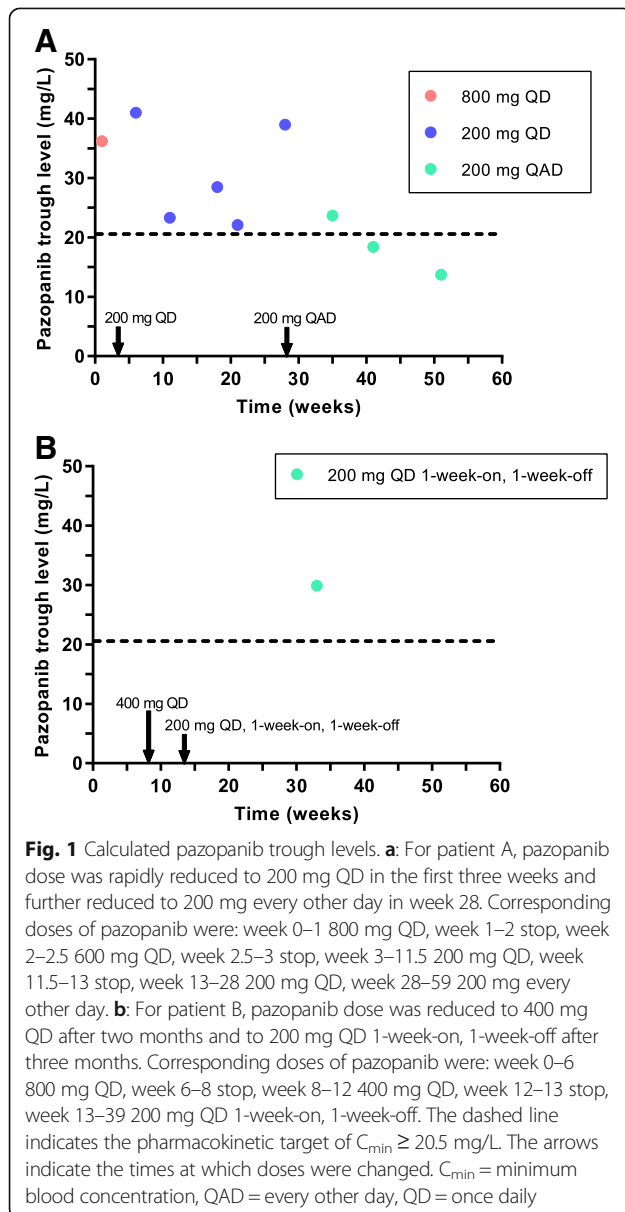 A
50
40
30
20
10
0
Pazopanib trough level (mg/L)
800 mg QD
200 mg QD
200 mg QAD
200 mg QD
200 mg QAD
0 10 20 30 40 50 60
Time (weeks)
B
50
40
30
20
10
0
Pazopanib trough level (mg/L)
200 mg QD 1-week-on, 1-week-off
400 mg QD
200 mg QD, 1-week-on, 1-week-off
0 10 20 30 40 50 60
Time (weeks)
Fig. 1 Calculated pazopanib trough levels. a: For patient A, pazopanib
dose was rapidly reduced to 200 mg QD in the first three weeks and
further reduced to 200 mg every other day in week 28. Corresponding
doses of pazopanib were: week 0–1 800 mg QD, week 1–2 stop, week
2–2.5 600 mg QD, week 2.5–3 stop, week 3–11.5 200 mg QD, week
11.5–13 stop, week 13–28 200 mg QD, week 28–59 200 mg every
other day. b: For patient B, pazopanib dose was reduced to 400 mg
QD after two months and to 200 mg QD 1-week-on, 1-week-off after
three months. Corresponding doses of pazopanib were: week 0–6
800 mg QD, week 6–8 stop, week 8–12 400 mg QD, week 12–13 stop,
week 13–39 200 mg QD 1-week-on, 1-week-off. The dashed line
indicates the pharmacokinetic target of Cmin ≥ 20.5 mg/L. The arrows
indicate the times at which doses were changed. Cmin = minimum
blood concentration, QAD = every other day, QD = once daily